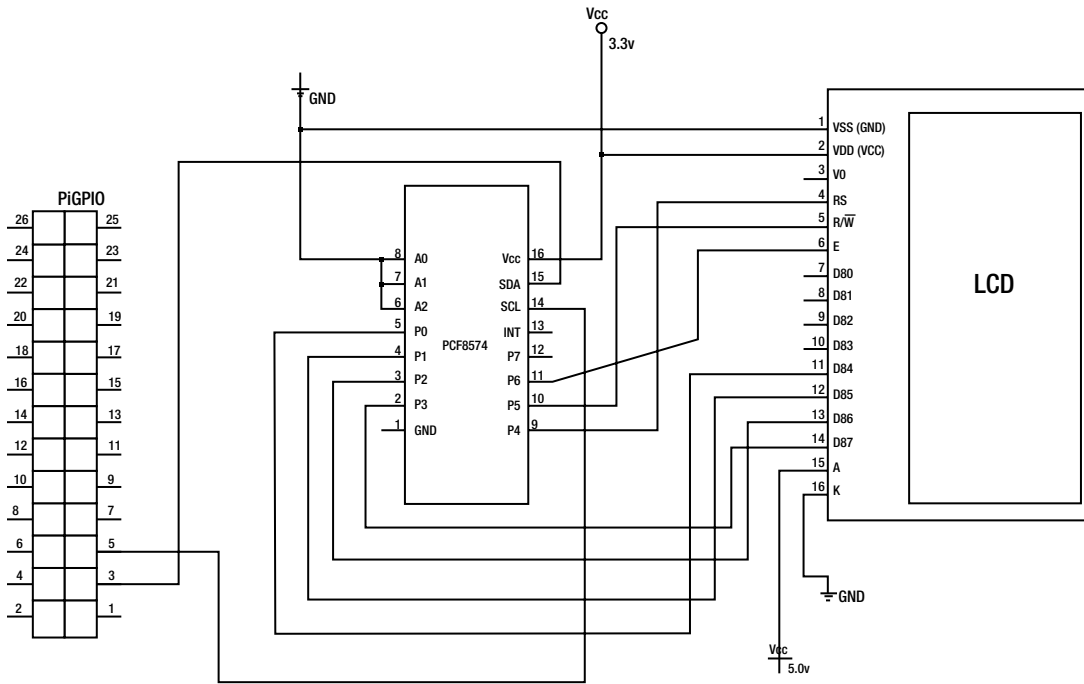 Vcc
3.3v
GND
PiGPIO
26 25
24 23
22 21
20 19
18 17
16 15
14 13
12 11
10 9
8 7
6 5
4 3
2 1
8 A0 Vcc 16
7 A1 SDA 15
6 A2 SCL 14
5 P0 INT 13
PCF8574
4 P1 P7 12
3 P2 P6 11
2 P3 P5 10
1 GND P4 9
1 VSS (GND)
2 VDD (VCC)
3 V0
4 RS
5 R/W̅
6 E
7 D80
8 D81
9 D82
10 D83
11 D84
12 D85
13 D86
14 D87
15 A
16 K
LCD
GND
Vcc
5.0v